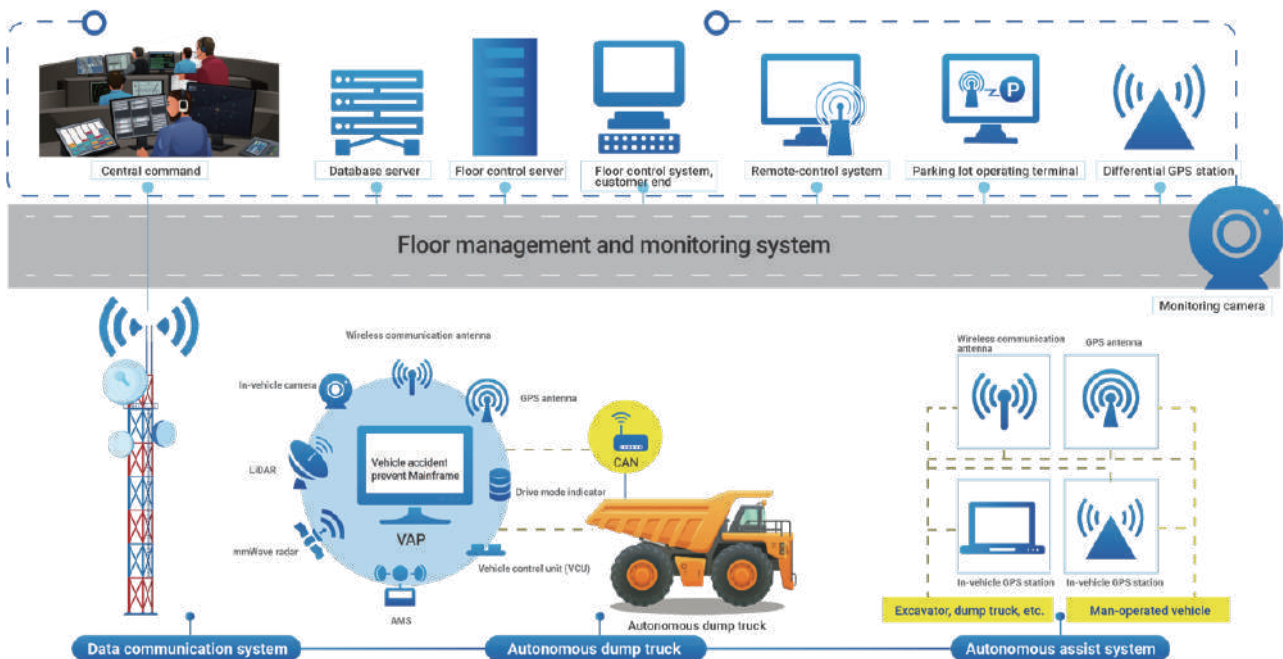 Central command
Database server
Floor control server
Floor control system,
customer end
Remote-control system
P
Parking lot operating terminal
Differential GPS station
Floor management and monitoring system
Monitoring camera
Wireless communication antenna
In-vehicle camera
GPS antenna
LiDAR
Vehicle accident
prevent Mainframe
VAP
CAN
Drive mode indicator
mmWave radar
Vehicle control unit (VCU)
AMS
Autonomous dump truck
Wireless communication
antenna
GPS antenna
In-vehicle GPS station
In-vehicle GPS station
Excavator, dump truck, etc.
Man-operated vehicle
Data communication system
Autonomous dump truck
Autonomous assist system